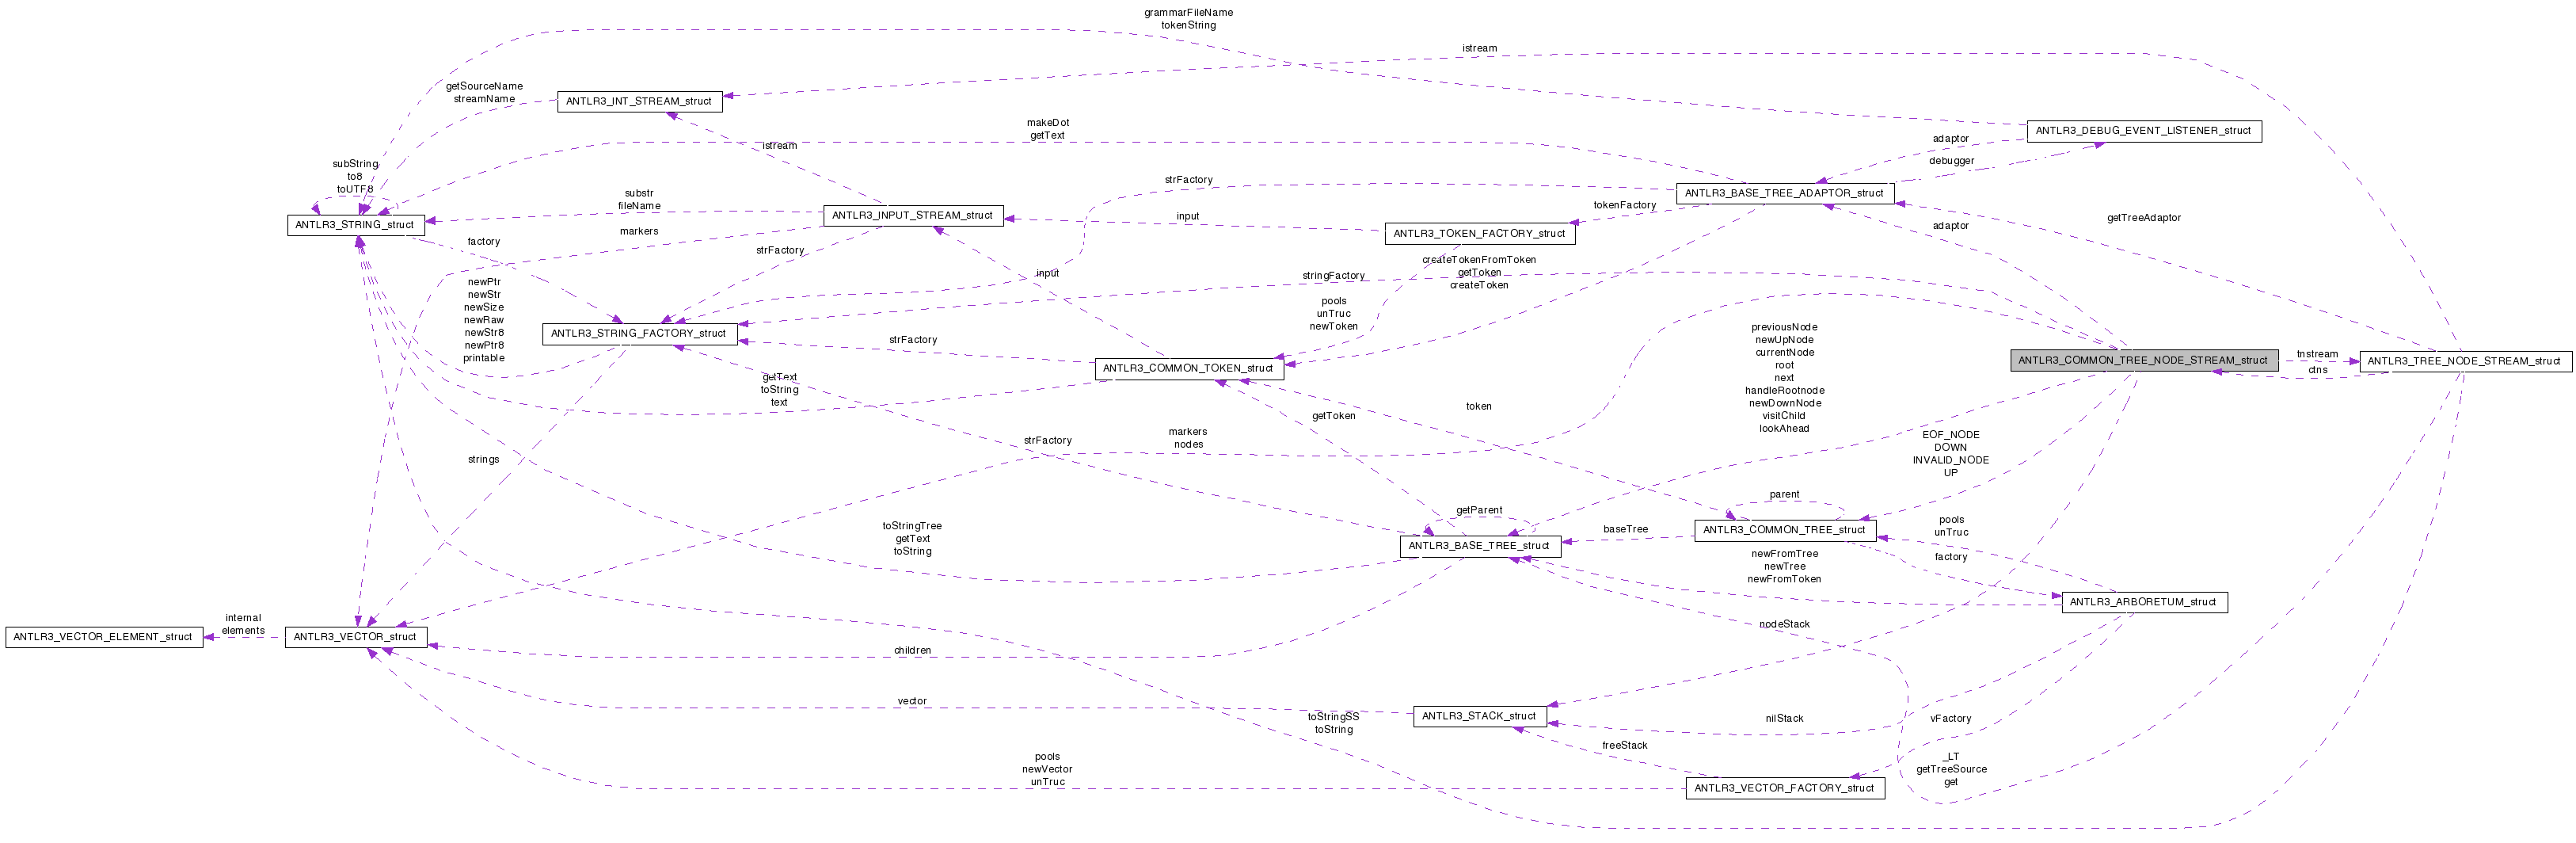 grammarFileName
tokenString
istream
getSourceName
streamName
ANTLR3_INT_STREAM_struct
makeDot
getText
ANTLR3_DEBUG_EVENT_LISTENER_struct
adaptor
istream
subString
to8
toUTF8
debugger
strFactory
substr
fileName
ANTLR3_BASE_TREE_ADAPTOR_struct
tokenFactory
ANTLR3_INPUT_STREAM_struct
input
getTreeAdaptor
ANTLR3_STRING_struct
markers
ANTLR3_TOKEN_FACTORY_struct
adaptor
factory
strFactory
createTokenFromToken
getToken
createToken
input
stringFactory
newPtr
newStr
newSize
newRaw
newStr8
newPtr8
printable
pools
unTruc
newToken
ANTLR3_STRING_FACTORY_struct
strFactory
previousNode
newUpNode
currentNode
root
next
handleRootnode
newDownNode
visitChild
lookAhead
ANTLR3_COMMON_TREE_NODE_STREAM_struct
tnstream
ctns
ANTLR3_TREE_NODE_STREAM_struct
ANTLR3_COMMON_TOKEN_struct
getText
toString
text
getToken
token
markers
nodes
strFactory
EOF_NODE
DOWN
INVALID_NODE
UP
strings
parent
getParent
toStringTree
getText
toString
baseTree
ANTLR3_COMMON_TREE_struct
pools
unTruc
ANTLR3_BASE_TREE_struct
newFromTree
newTree
newFromToken
factory
ANTLR3_ARBORETUM_struct
internal
elements
nodeStack
ANTLR3_VECTOR_ELEMENT_struct
ANTLR3_VECTOR_struct
children
vector
ANTLR3_STACK_struct
toStringSS
toString
nilStack
vFactory
freeStack
pools
newVector
unTruc
_LT
getTreeSource
get
ANTLR3_VECTOR_FACTORY_struct